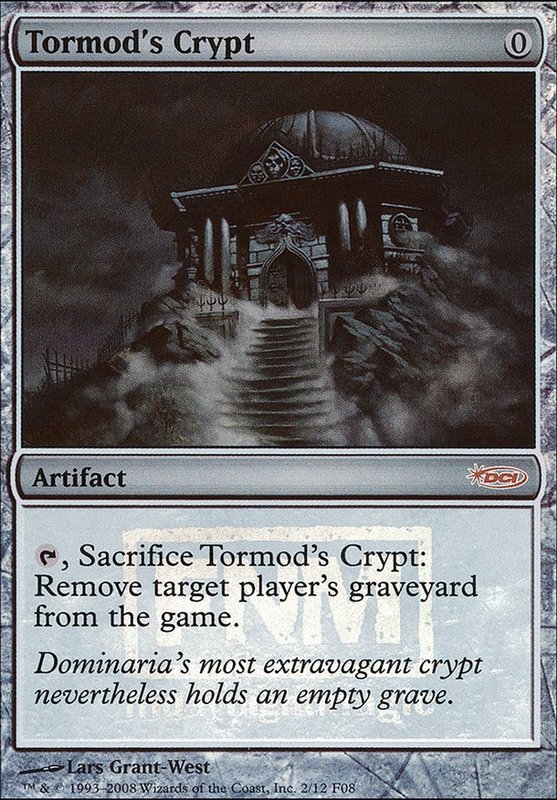 Tormod's Crypt 0
Artifact DCI
FNM
, Sacrifice Tormod's Crypt:
Remove target player's graveyard
from the game.
Dominaria's most extravagant crypt
nevertheless holds an empty grave.
Lars Grant-West
™ & © 1993–2008 Wizards of the Coast, Inc. 2/12 F08